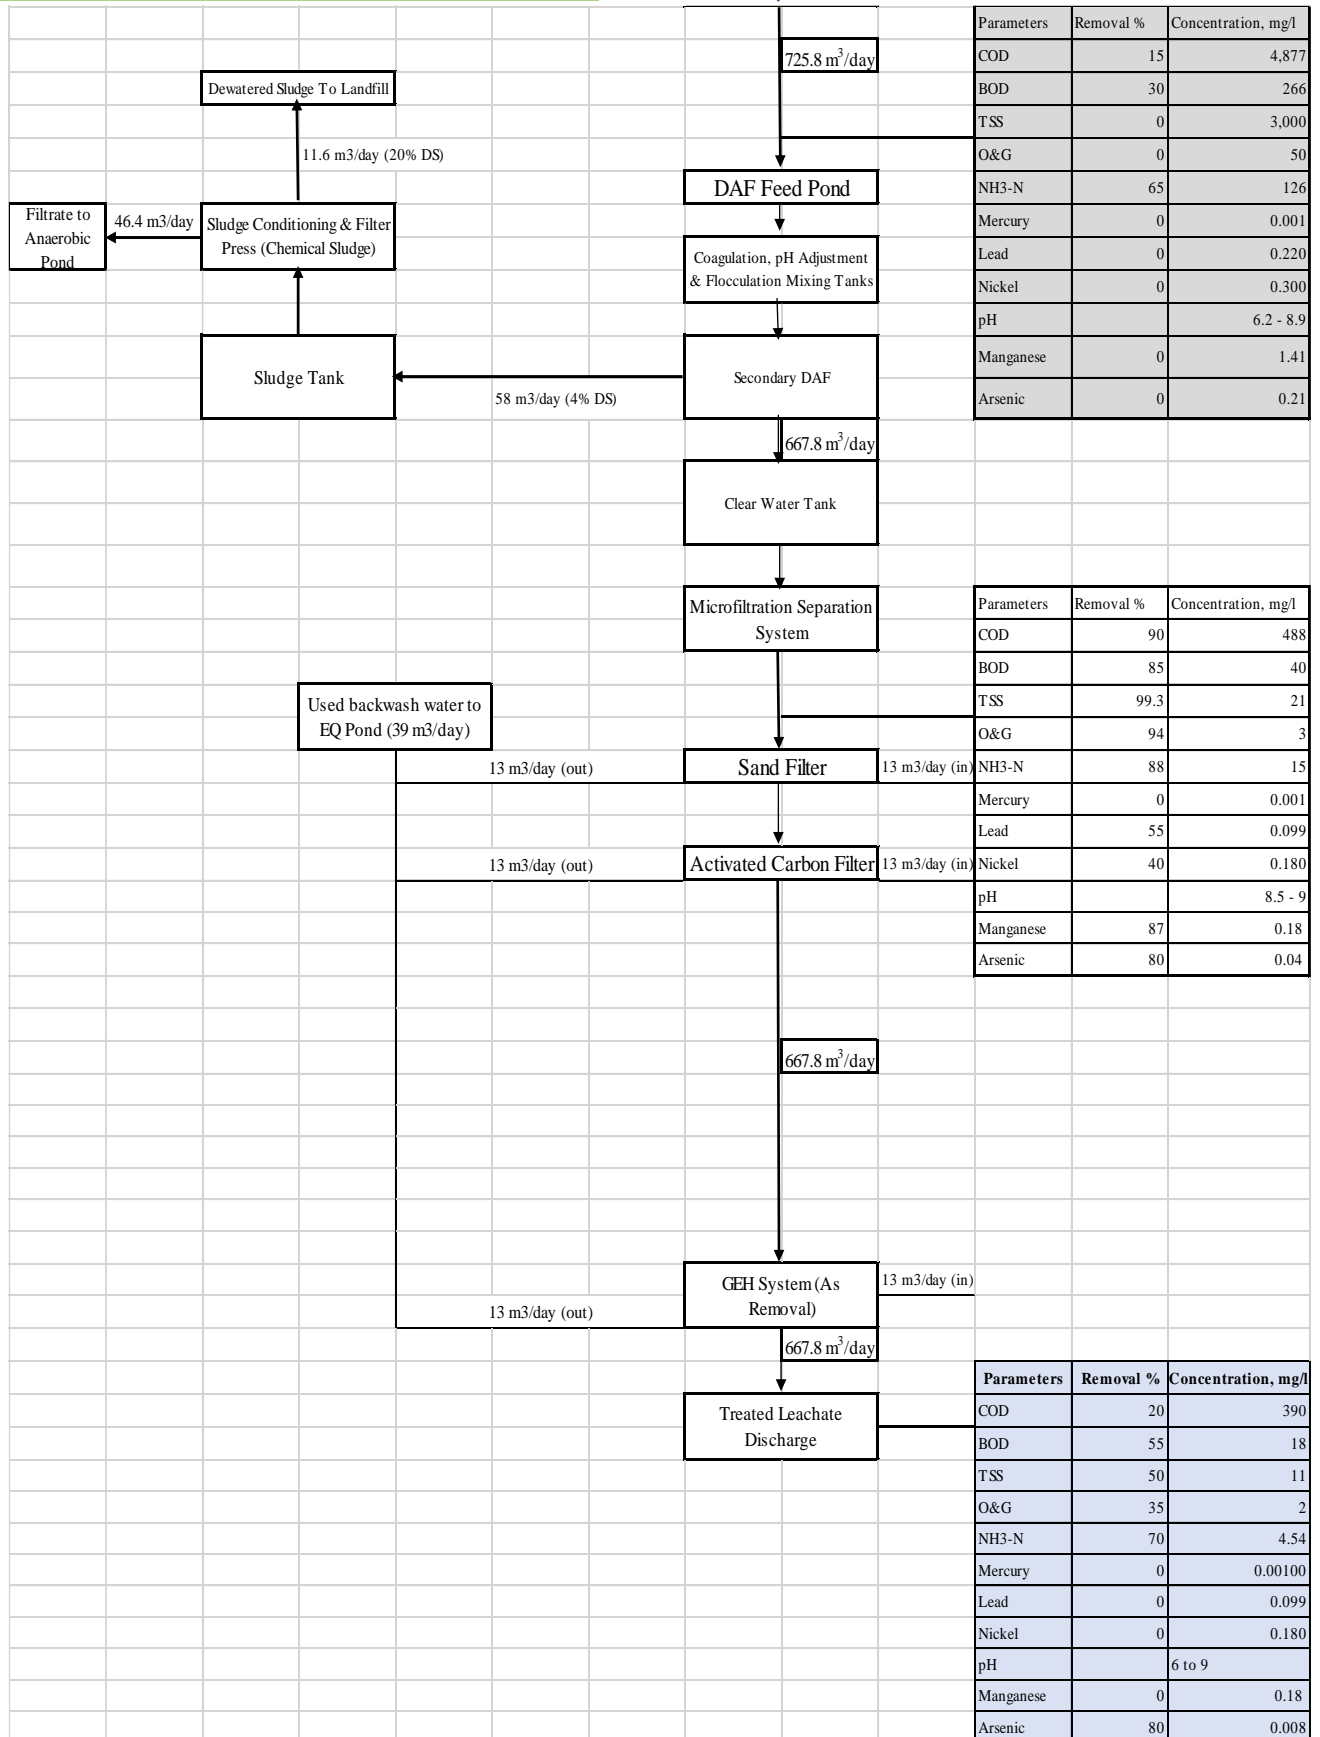 Parameters Removal % Concentration, mg/l
725.8 m³/day
COD 15 4,877
Dewatered Sludge To Landfill
BOD 30 266
TSS 0 3,000
11.6 m3/day (20% DS)
O&G 0 50
DAF Feed Pond
NH3-N 65 126
Filtrate to
Anaerobic
Pond
46.4 m3/day
Sludge Conditioning & Filter
Press (Chemical Sludge)
Mercury 0 0.001
Coagulation, pH Adjustment
& Flocculation Mixing Tanks
Lead 0 0.220
Nickel 0 0.300
pH 6.2 - 8.9
Sludge Tank
Secondary DAF
Manganese 0 1.41
58 m3/day (4% DS)
Arsenic 0 0.21
667.8 m³/day
Clear Water Tank
Microfiltration Separation
System
Parameters Removal % Concentration, mg/l
COD 90 488
BOD 85 40
Used backwash water to
EQ Pond (39 m3/day)
TSS 99.3 21
O&G 94 3
13 m3/day (out)
Sand Filter
13 m3/day (in)
NH3-N 88 15
Mercury 0 0.001
Lead 55 0.099
13 m3/day (out)
Activated Carbon Filter
13 m3/day (in)
Nickel 40 0.180
pH 8.5 - 9
Manganese 87 0.18
Arsenic 80 0.04
667.8 m³/day
GEH System (As
Removal)
13 m3/day (in)
13 m3/day (out)
667.8 m³/day
Parameters Removal % Concentration, mg/l
Treated Leachate
Discharge
COD 20 390
BOD 55 18
TSS 50 11
O&G 35 2
NH3-N 70 4.54
Mercury 0 0.00100
Lead 0 0.099
Nickel 0 0.180
pH 6 to 9
Manganese 0 0.18
Arsenic 80 0.008